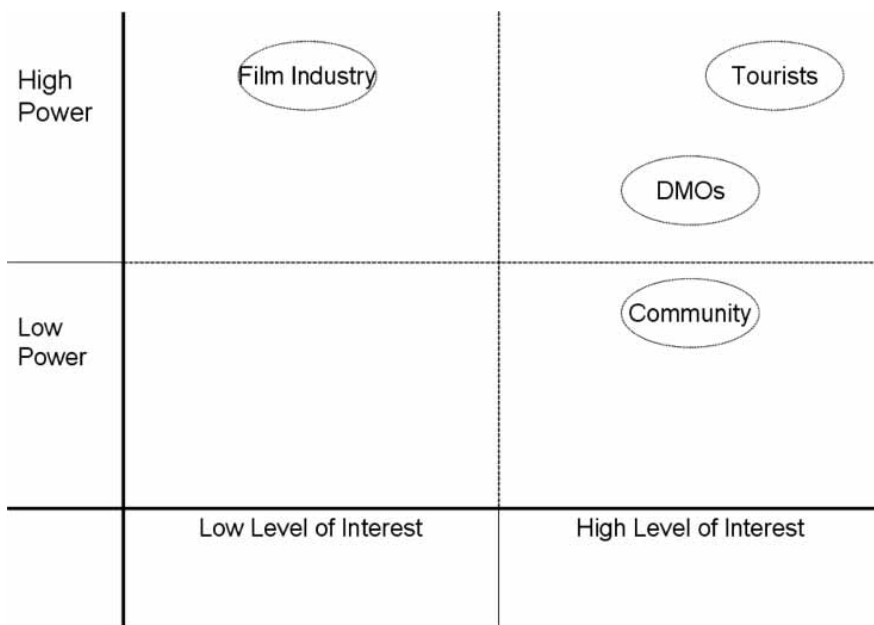 High
Power
Film Industry
Tourists
DMOs
Community
Low
Power
Low Level of Interest
High Level of Interest